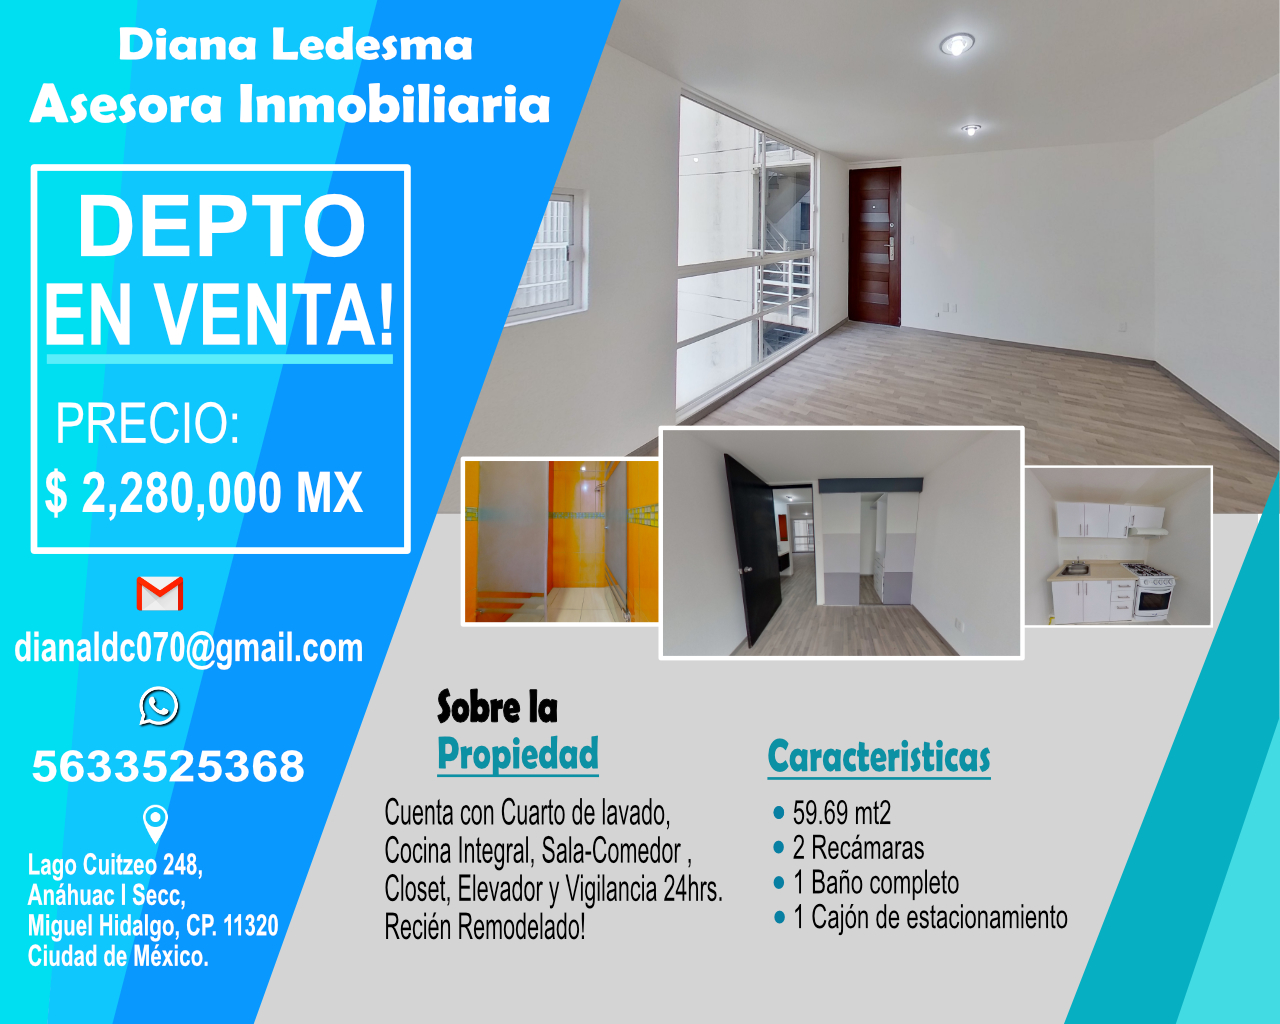 Diana Ledesma
Asesora Inmobiliaria
DEPTO
EN VENTA!
PRECIO:
$ 2,280,000 MX
dianaldc070@gmail.com
5633525368
Lago Cuitzeo 248,
Anáhuac I Secc,
Miguel Hidalgo, CP. 11320
Ciudad de México.
Sobre la
Propiedad
Cuenta con Cuarto de lavado,
Cocina Integral, Sala-Comedor ,
Closet, Elevador y Vigilancia 24hrs.
Recién Remodelado!
Caracteristicas
• 59.69 mt2
• 2 Recámaras
• 1 Baño completo
• 1 Cajón de estacionamiento